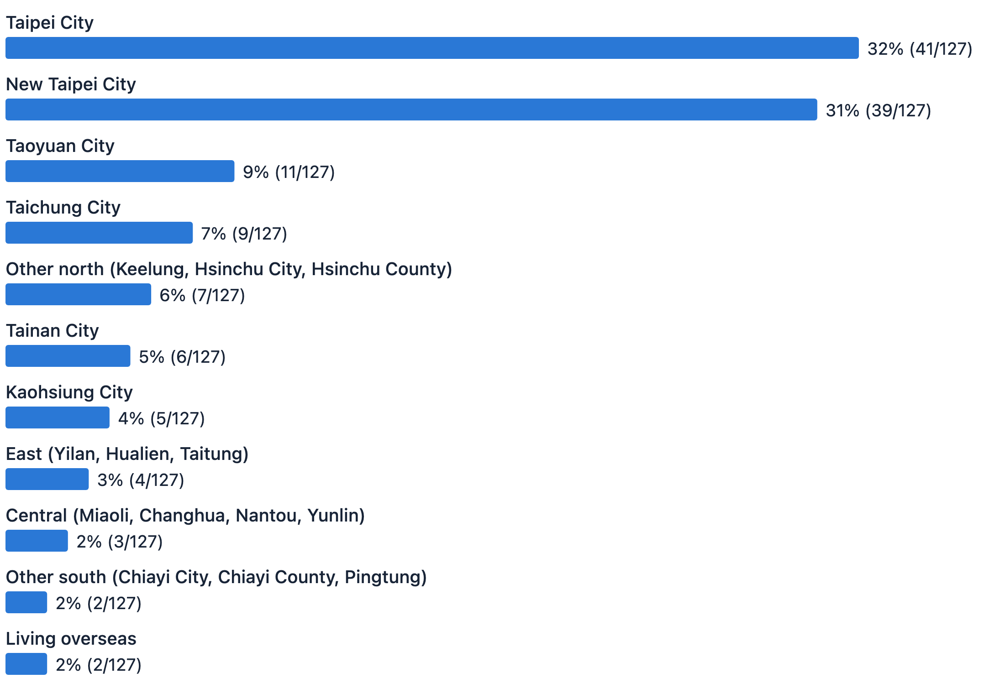 Taipei City
32% (41/127)
New Taipei City
31% (39/127)
Taoyuan City
9% (11/127)
Taichung City
7% (9/127)
Other north (Keelung, Hsinchu City, Hsinchu County)
6% (7/127)
Tainan City
5% (6/127)
Kaohsiung City
4% (5/127)
East (Yilan, Hualien, Taitung)
3% (4/127)
Central (Miaoli, Changhua, Nantou, Yunlin)
2% (3/127)
Other south (Chiayi City, Chiayi County, Pingtung)
2% (2/127)
Living overseas
2% (2/127)